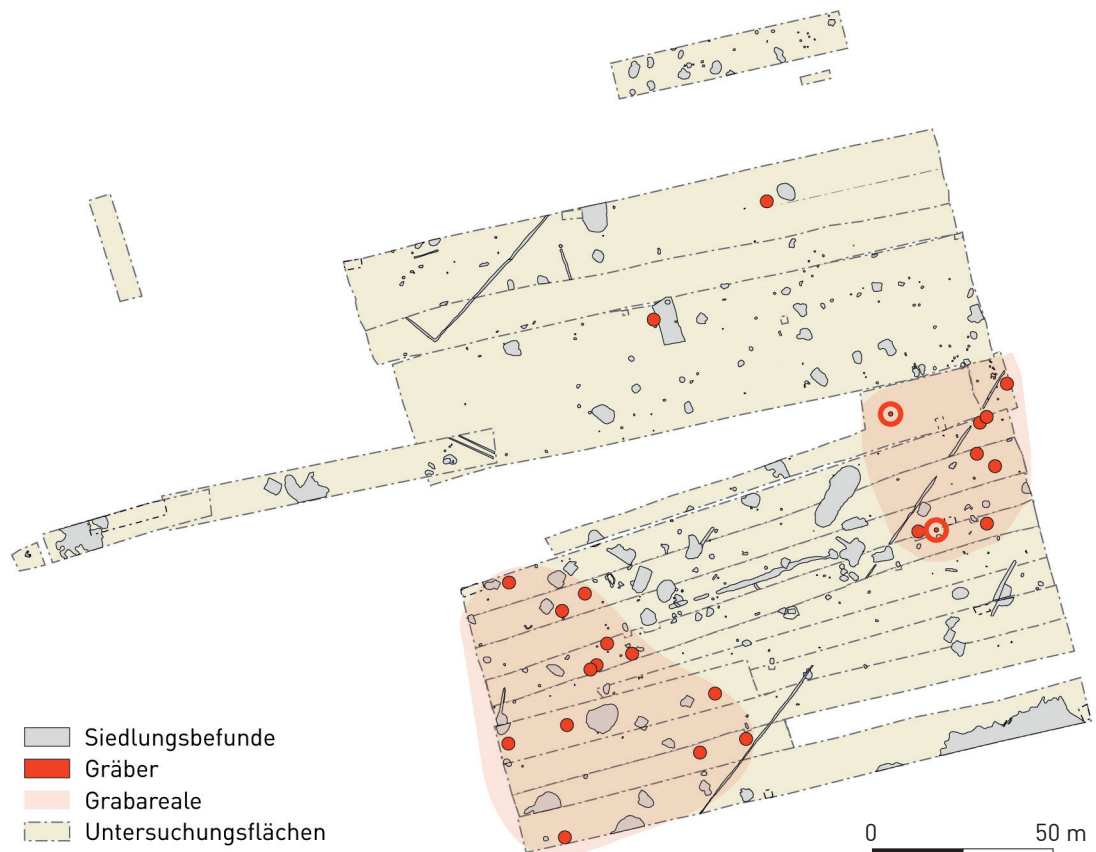 Siedlungsbefunde
Gräber
Grabareale
Untersuchungsflächen
0 50 m